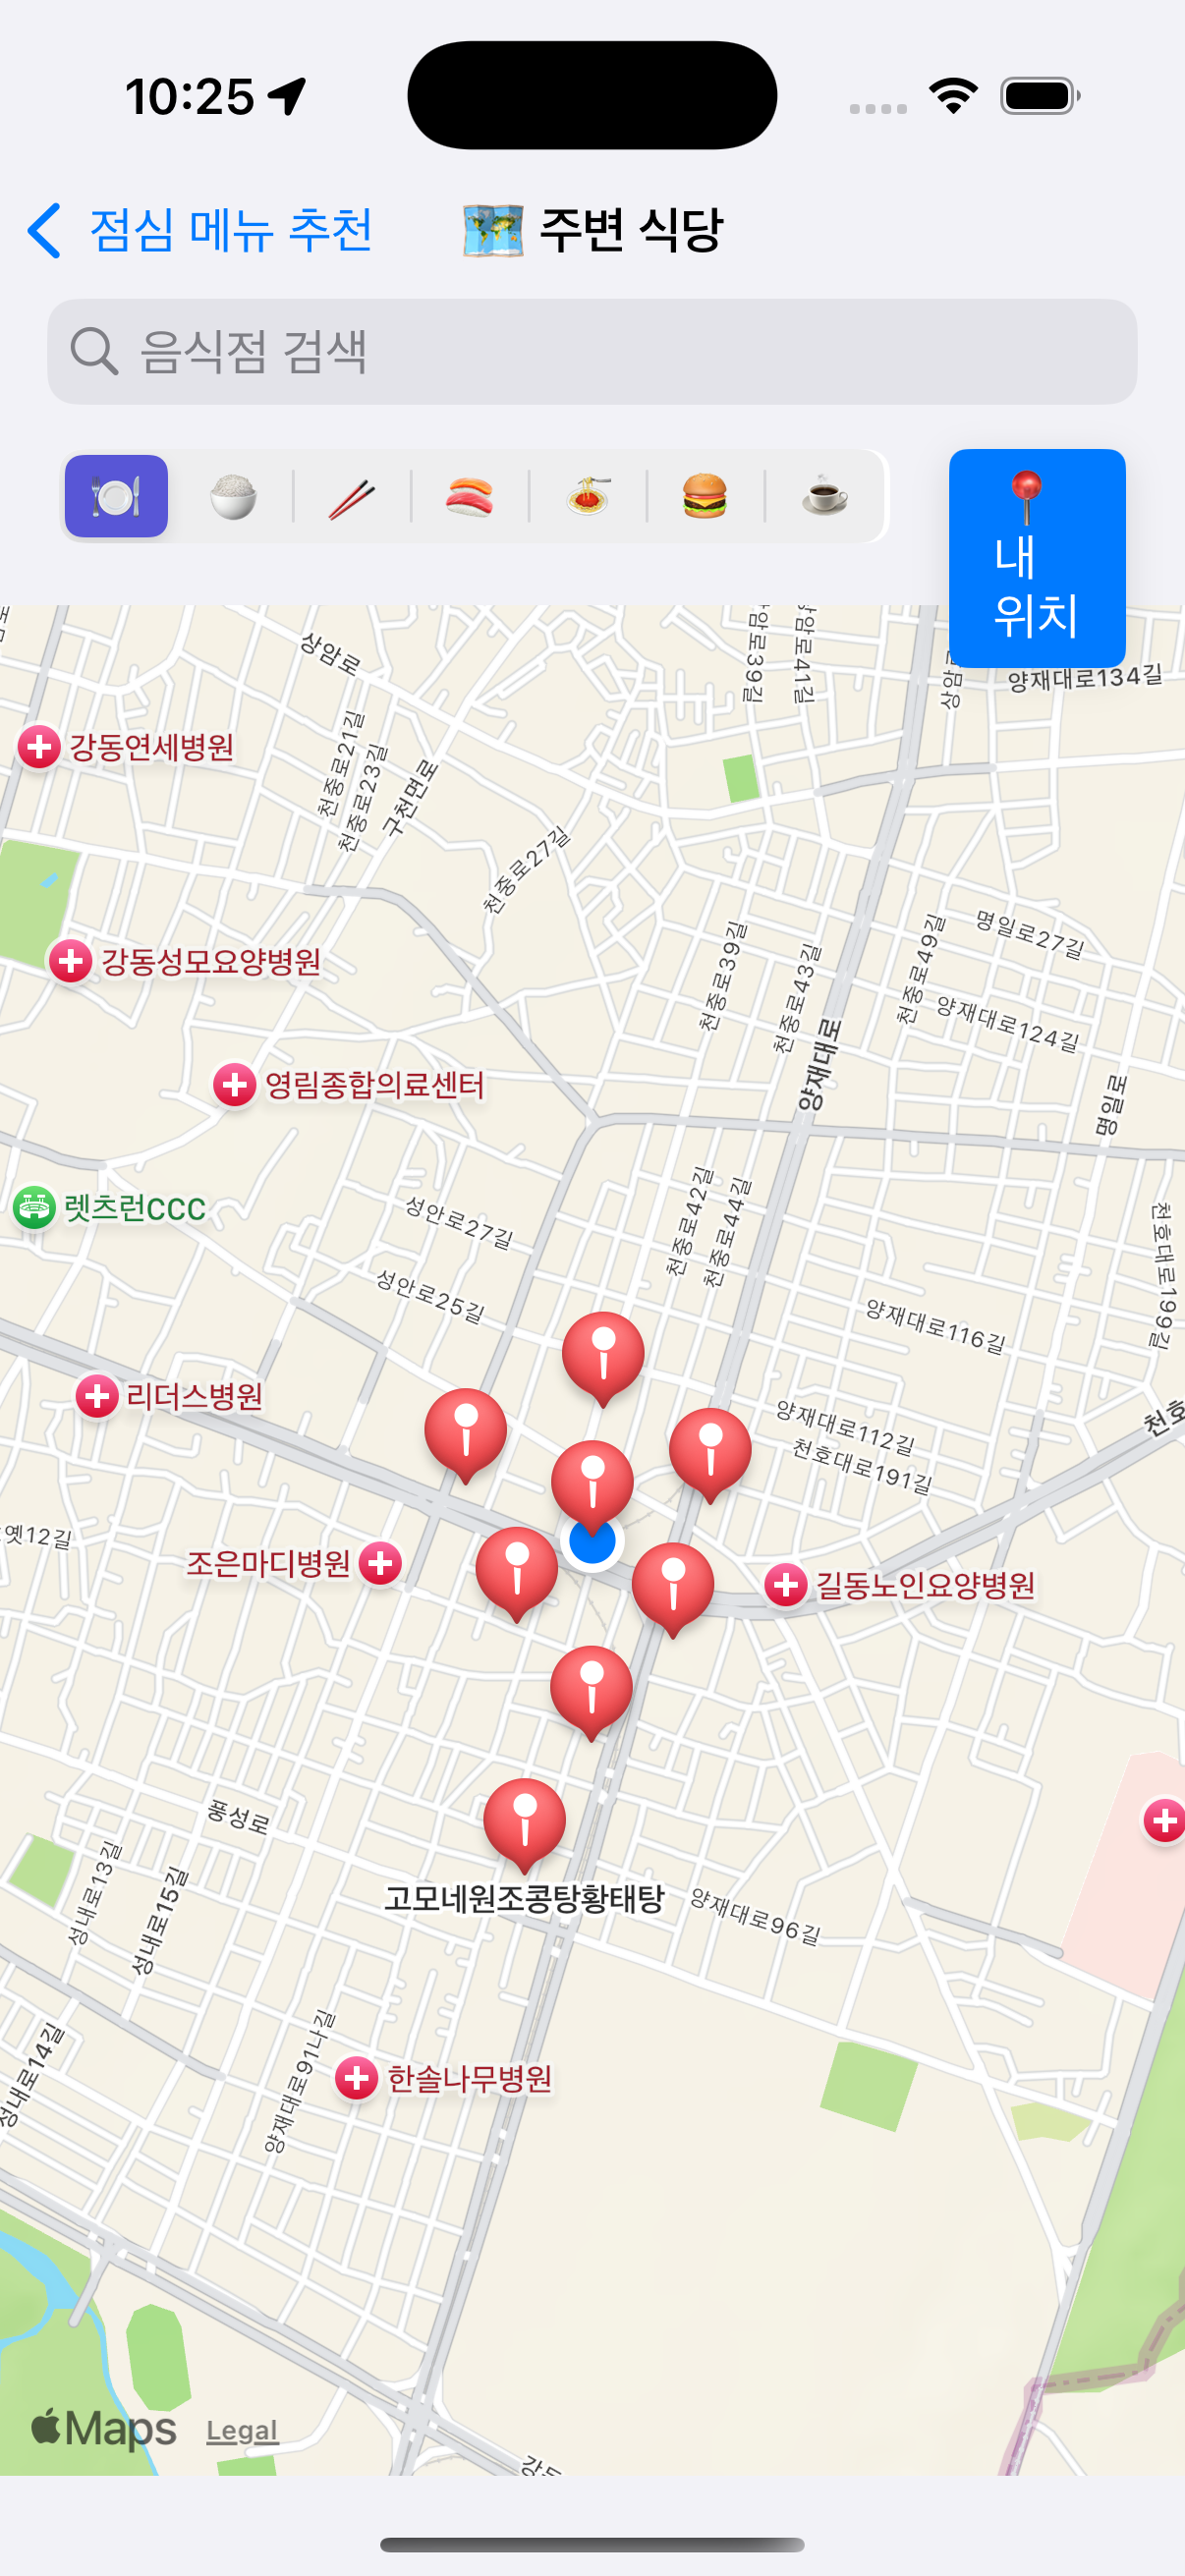 10:25
점심 메뉴 추천
주변 식당
음식점 검색
내
위치
상암로
양재대로134길
강동연세병원
천중로21길
천중로23길
구천면로
천중로27길
강동성모요양병원
천중로39길
천중로43길
천중로49길
명일로27길
양재대로124길
양재대로
명일로
영림종합의료센터
렛츠런CCC
성안로27길
성안로25길
천중로42길
천중로44길
천호대로199길
양재대로116길
리더스병원
양재대로112길
천호대로191길
조은마디병원
길동노인요양병원
풍성로
성내로13길
성내로15길
고모네원조콩탕황태탕
양재대로96길
성내로14길
양재대로91나길
한솔나무병원
Maps
Legal